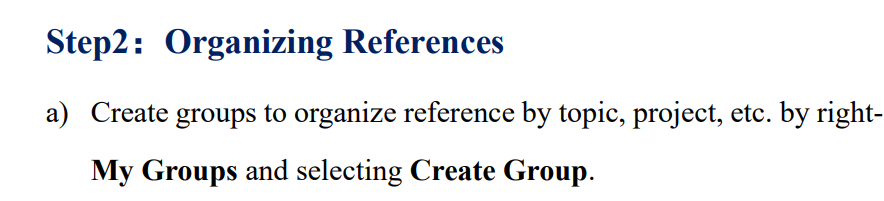 Step2：Organizing References
a) Create groups to organize reference by topic, project, etc. by right-
My Groups and selecting Create Group.